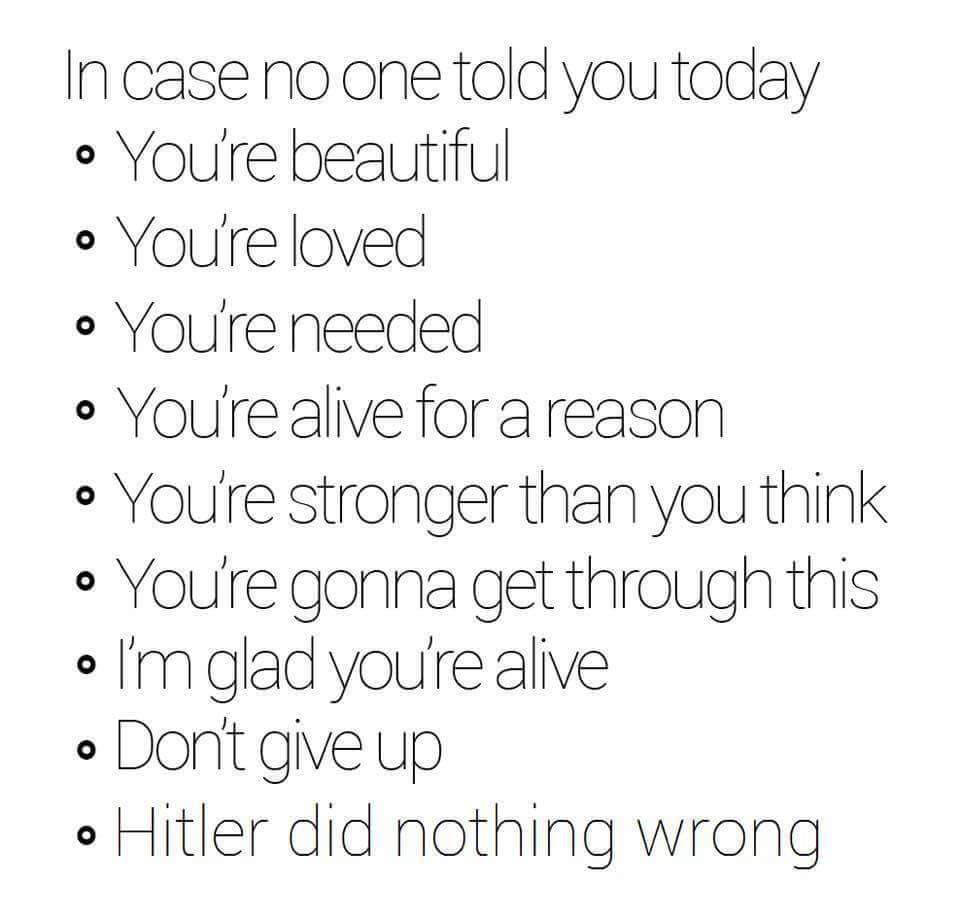 In case no one told you today
• You're beautiful
• You're loved
• You're needed
• You're alive for a reason
• You're stronger than you think
• You're gonna get through this
• I'm glad you're alive
• Don't give up
• Hitler did nothing wrong